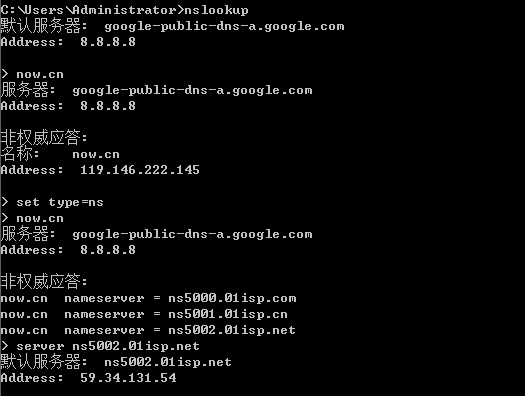 C:\Users\Administrator>nslookup
默认服务器:  google-public-dns-a.google.com
Address:  8.8.8.8
> now.cn
服务器:  google-public-dns-a.google.com
Address:  8.8.8.8
非权威应答:
名称:    now.cn
Address:  119.146.222.145
> set type=ns
> now.cn
服务器:  google-public-dns-a.google.com
Address:  8.8.8.8
非权威应答:
now.cn  nameserver = ns5000.01isp.com
now.cn  nameserver = ns5001.01isp.cn
now.cn  nameserver = ns5002.01isp.net
> server ns5002.01isp.net
默认服务器:  ns5002.01isp.net
Address:  59.34.131.54